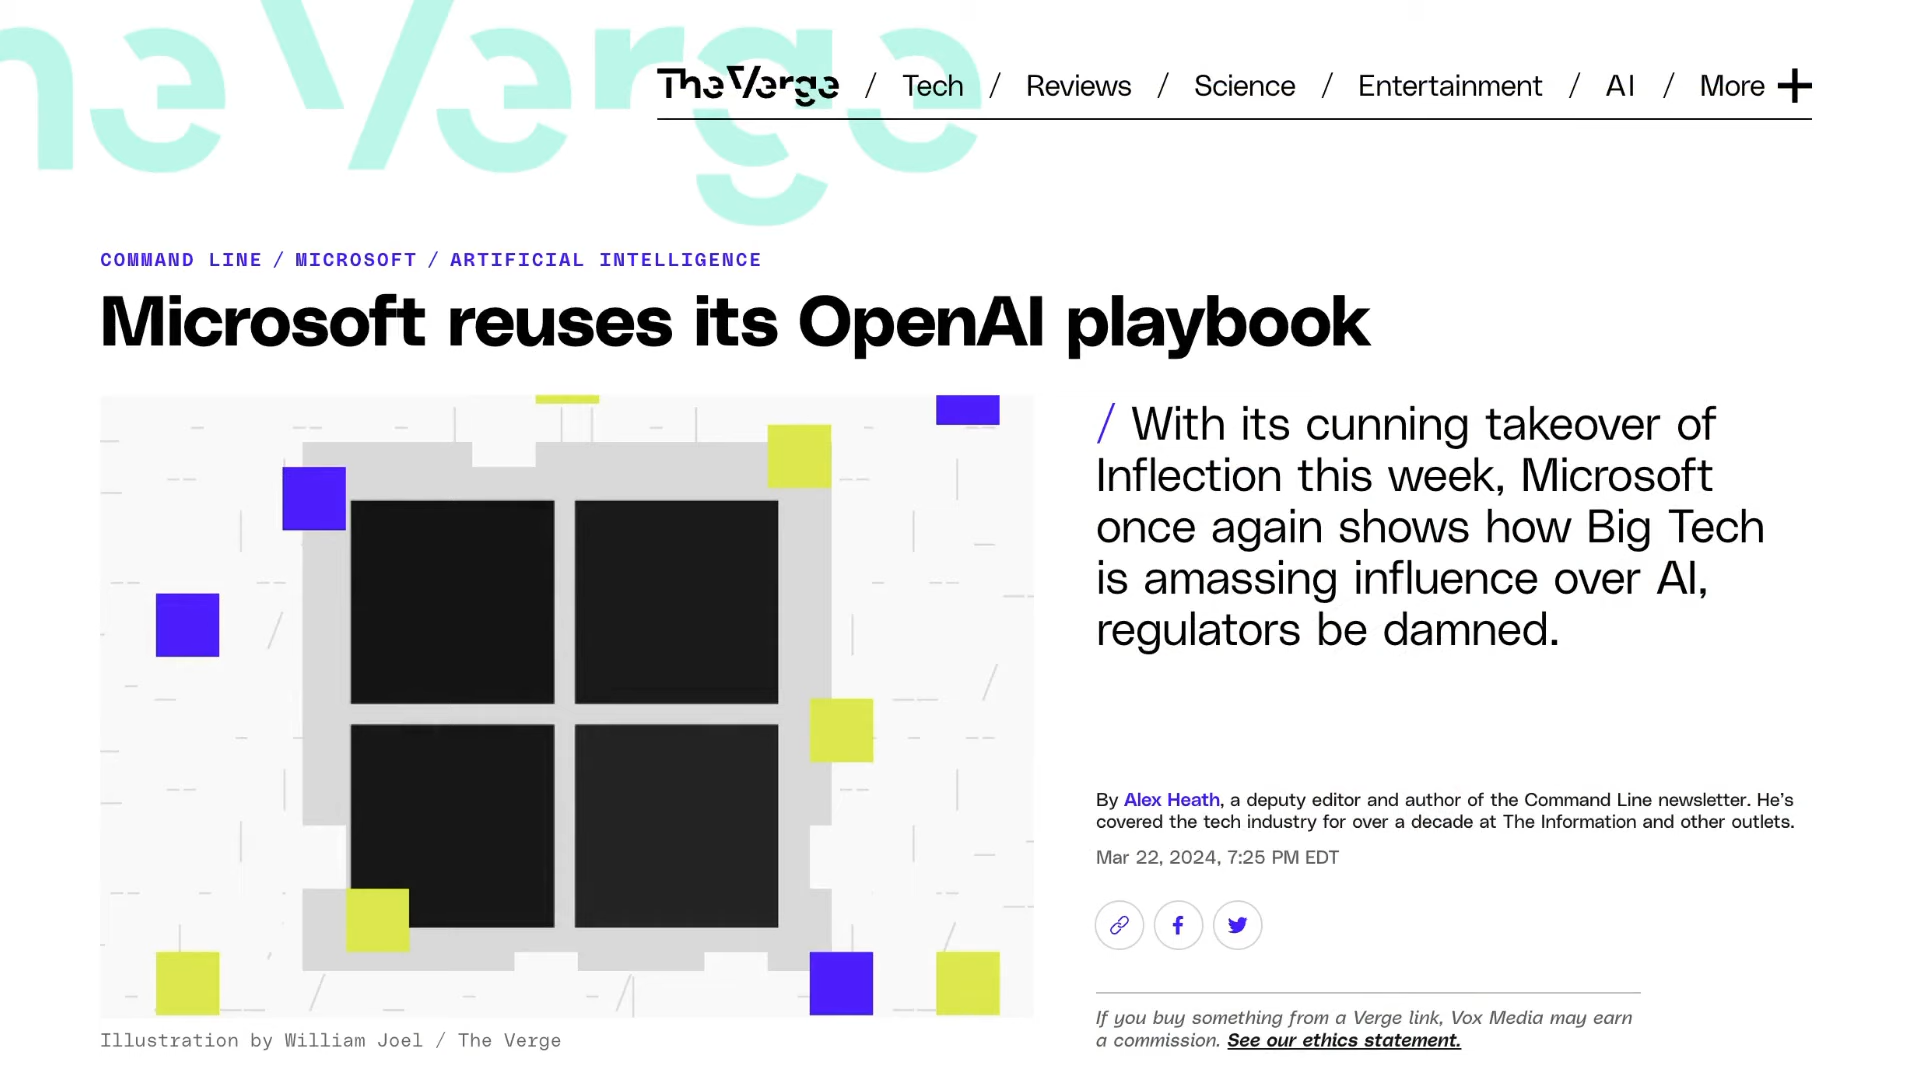 The Verge
The Verge / Tech / Reviews / Science / Entertainment / AI / More +
COMMAND LINE / MICROSOFT / ARTIFICIAL INTELLIGENCE
Microsoft reuses its OpenAI playbook
/ With its cunning takeover of
Inflection this week, Microsoft
once again shows how Big Tech
is amassing influence over AI,
regulators be damned.
By Alex Heath, a deputy editor and author of the Command Line newsletter. He’s
covered the tech industry for over a decade at The Information and other outlets.
Mar 22, 2024, 7:25 PM EDT
If you buy something from a Verge link, Vox Media may earn
a commission. See our ethics statement.
Illustration by William Joel / The Verge